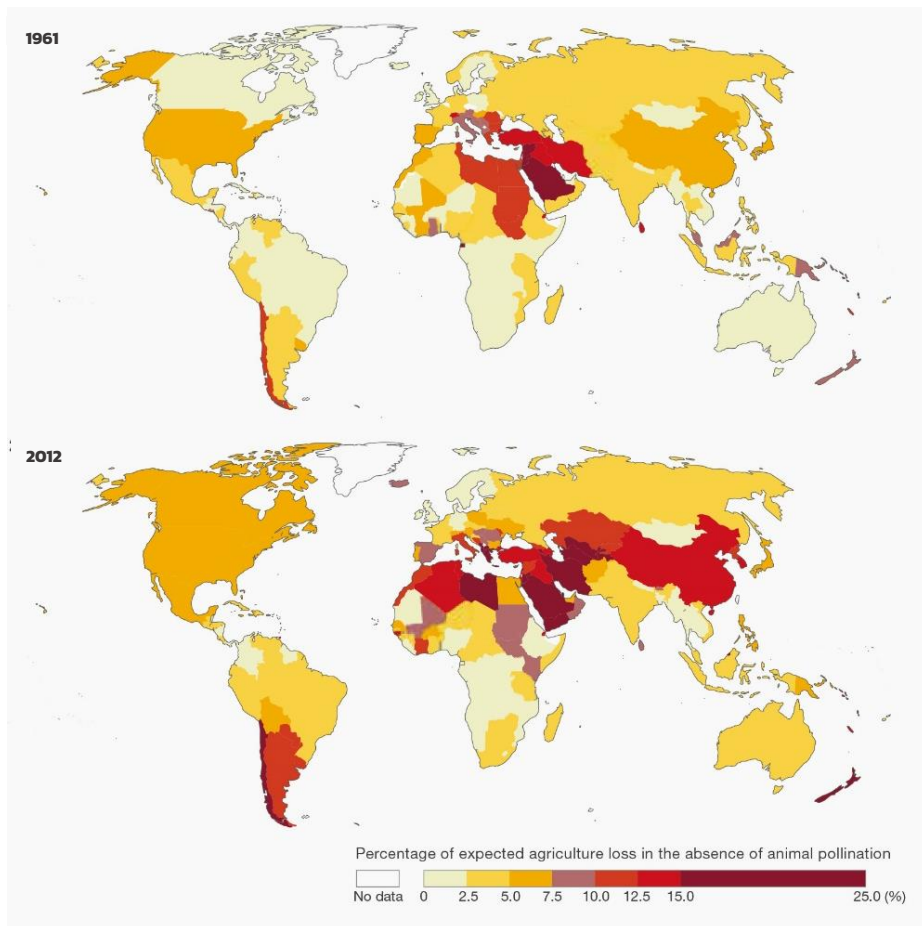 1961
2012
Percentage of expected agriculture loss in the absence of animal pollination
No data 0 2.5 5.0 7.5 10.0 12.5 15.0 25.0 (%)